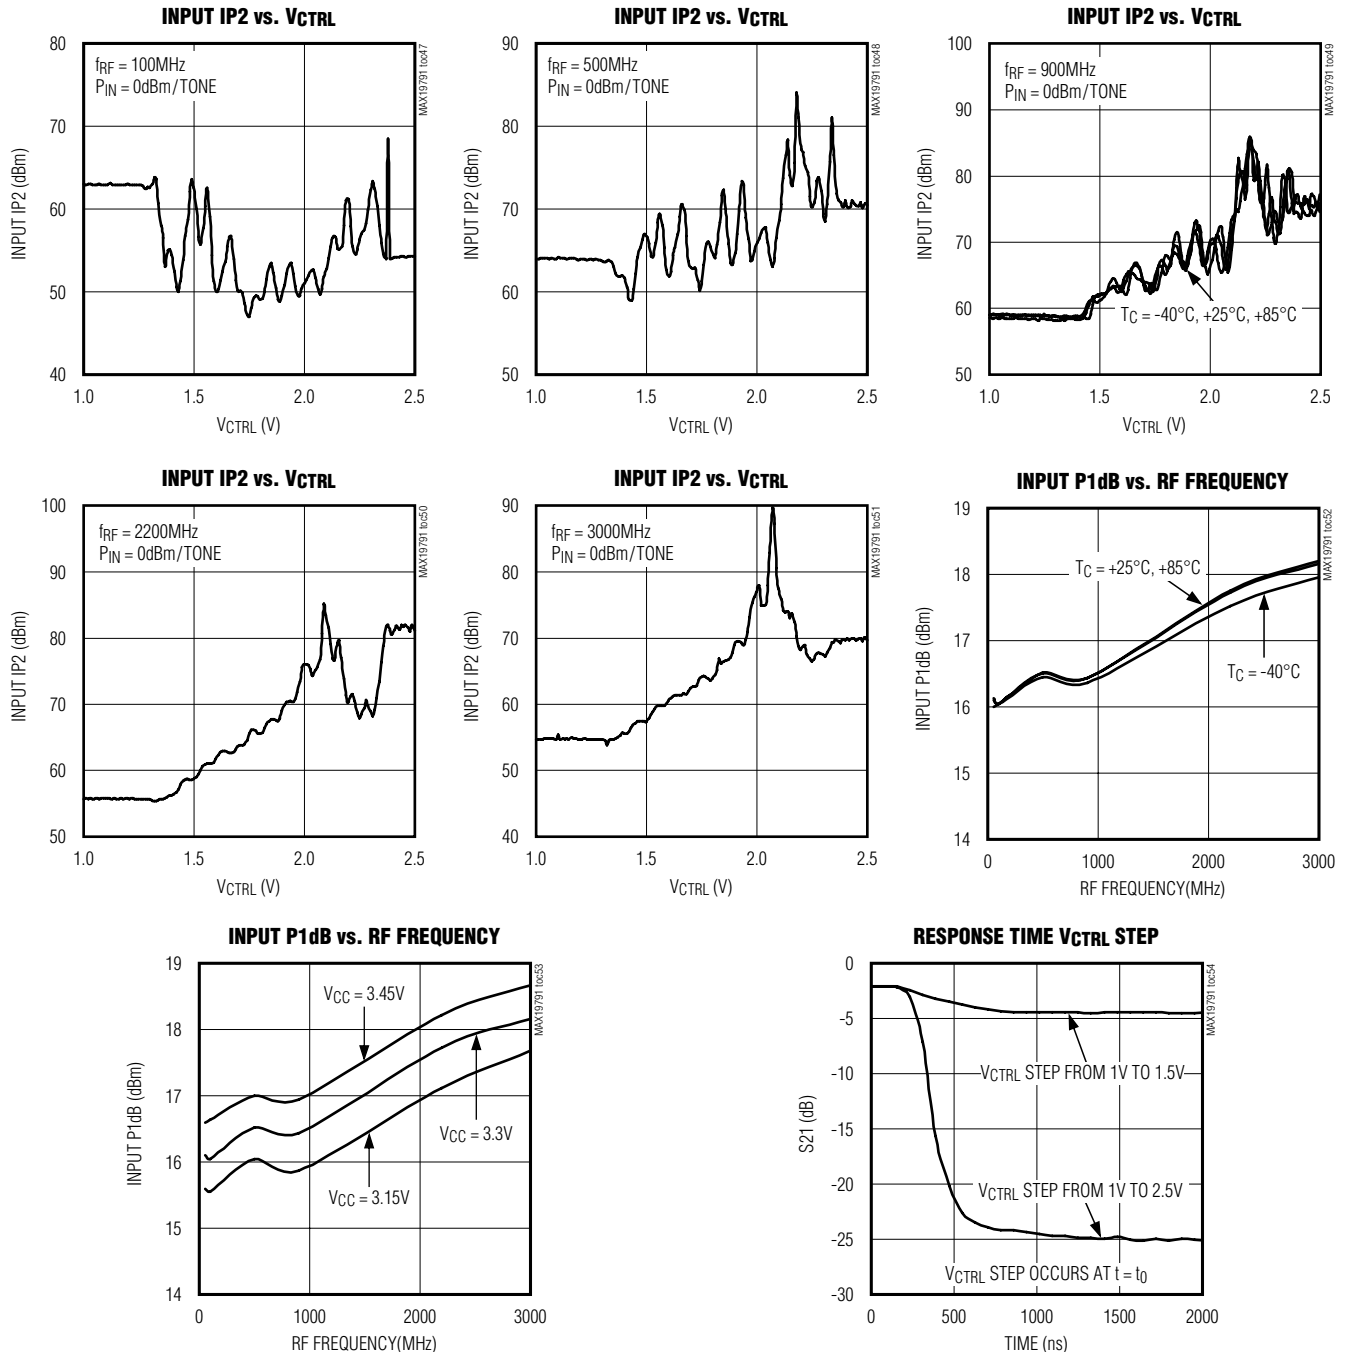 INPUT IP2 vs. VCTRL
fRF = 100MHz
PIN = 0dBm/TONE
MAX19791 toc47
INPUT IP2 (dBm)
80
70
60
50
40
1.0 1.5 2.0 2.5
VCTRL (V)
INPUT IP2 vs. VCTRL
fRF = 500MHz
PIN = 0dBm/TONE
MAX19791 toc48
INPUT IP2 (dBm)
90
80
70
60
50
1.0 1.5 2.0 2.5
VCTRL (V)
INPUT IP2 vs. VCTRL
fRF = 900MHz
PIN = 0dBm/TONE
MAX19791 toc49
INPUT IP2 (dBm)
100
90
80
70
60
50
TC = -40°C, +25°C, +85°C
1.0 1.5 2.0 2.5
VCTRL (V)
INPUT IP2 vs. VCTRL
fRF = 2200MHz
PIN = 0dBm/TONE
MAX19791 toc50
INPUT IP2 (dBm)
100
90
80
70
60
50
1.0 1.5 2.0 2.5
VCTRL (V)
INPUT IP2 vs. VCTRL
fRF = 3000MHz
PIN = 0dBm/TONE
MAX19791 toc51
INPUT IP2 (dBm)
90
80
70
60
50
40
1.0 1.5 2.0 2.5
VCTRL (V)
INPUT P1dB vs. RF FREQUENCY
MAX19791 toc52
INPUT P1dB (dBm)
19
18
17
16
15
14
TC = +25°C, +85°C
TC = -40°C
0 1000 2000 3000
RF FREQUENCY(MHz)
INPUT P1dB vs. RF FREQUENCY
MAX19791 toc53
INPUT P1dB (dBm)
19
18
17
16
15
14
VCC = 3.45V
VCC = 3.3V
VCC = 3.15V
0 1000 2000 3000
RF FREQUENCY(MHz)
RESPONSE TIME VCTRL STEP
MAX19791 toc54
S21 (dB)
0
-5
-10
-15
-20
-25
-30
VCTRL STEP FROM 1V TO 1.5V
VCTRL STEP FROM 1V TO 2.5V
VCTRL STEP OCCURS AT t = t0
0 500 1000 1500 2000
TIME (ns)